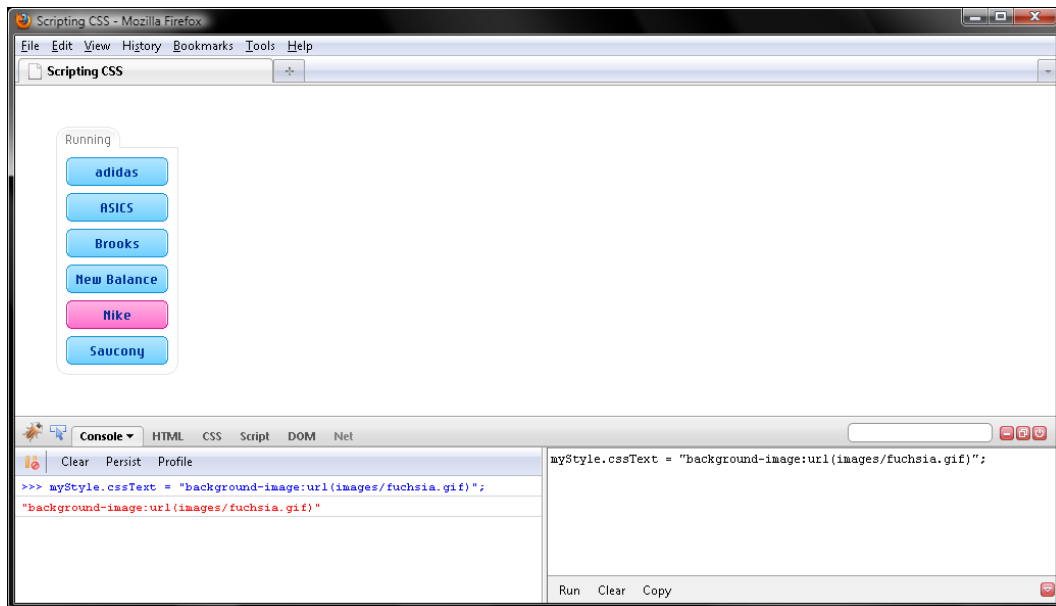 Scripting CSS - Mozilla Firefox
File Edit View History Bookmarks Tools Help
Scripting CSS
Running
adidas
ASICS
Brooks
New Balance
Nike
Saucony
Console HTML CSS Script DOM Net
Clear Persist Profile
>>> myStyle.cssText = "background-image:url(images/fuchsia.gif)";
"background-image:url(images/fuchsia.gif)"
myStyle.cssText = "background-image:url(images/fuchsia.gif)";
Run Clear Copy